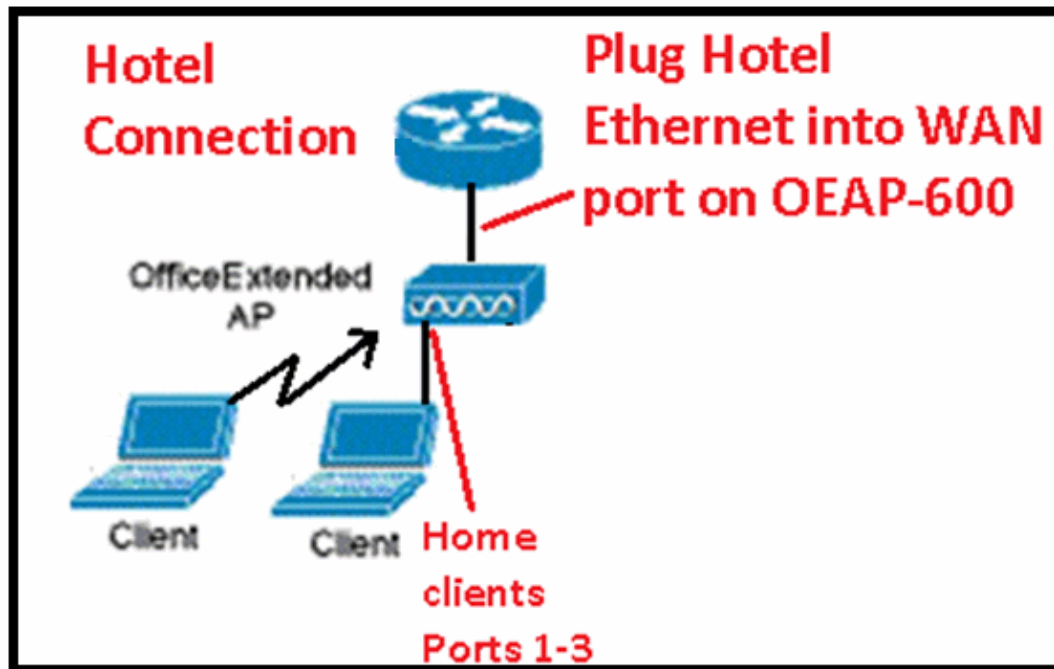 Hotel
Connection
Plug Hotel
Ethernet into WAN
port on OEAP-600
OfficeExtended
AP
Client
Client
Home
clients
Ports 1-3